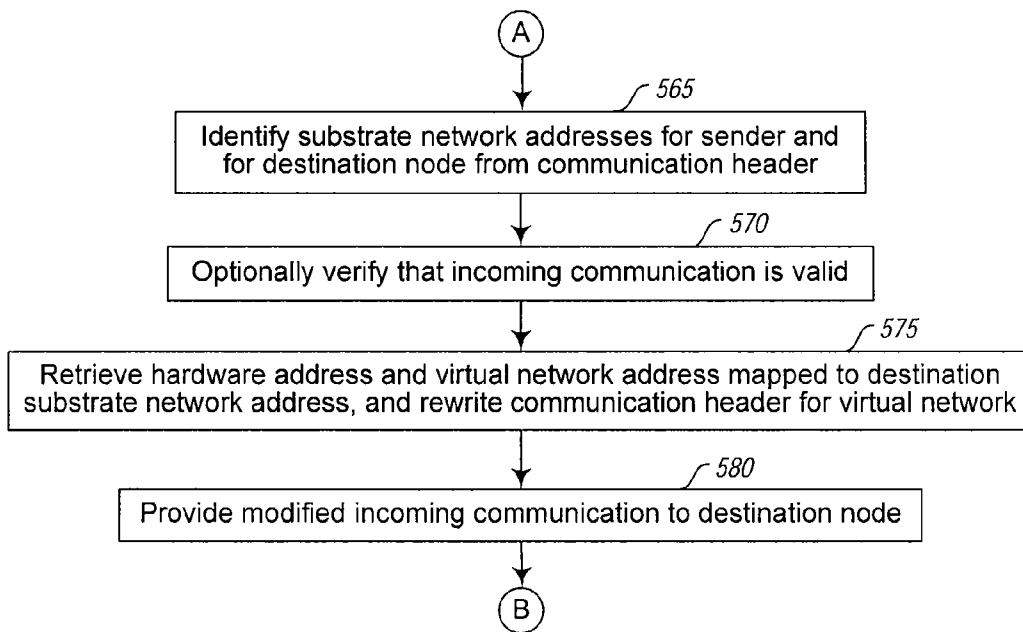 A
565
Identify substrate network addresses for sender and
for destination node from communication header
570
Optionally verify that incoming communication is valid
575
Retrieve hardware address and virtual network address mapped to destination
substrate network address, and rewrite communication header for virtual network
580
Provide modified incoming communication to destination node
B